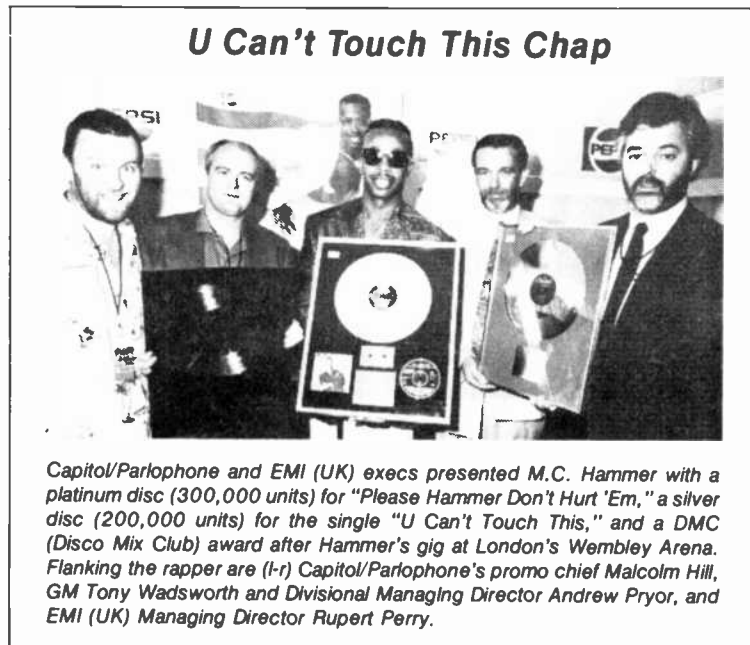 U Can't Touch This Chap
PSI
PE
PEP
Capitol/Parlophone and EMI (UK) execs presented M.C. Hammer with a
platinum disc (300,000 units) for "Please Hammer Don't Hurt 'Em," a silver
disc (200,000 units) for the single "U Can't Touch This," and a DMC
(Disco Mix Club) award after Hammer's gig at London's Wembley Arena.
Flanking the rapper are (l-r) Capitol/Parlophone's promo chief Malcolm Hill,
GM Tony Wadsworth and Divisional Managing Director Andrew Pryor, and
EMI (UK) Managing Director Rupert Perry.